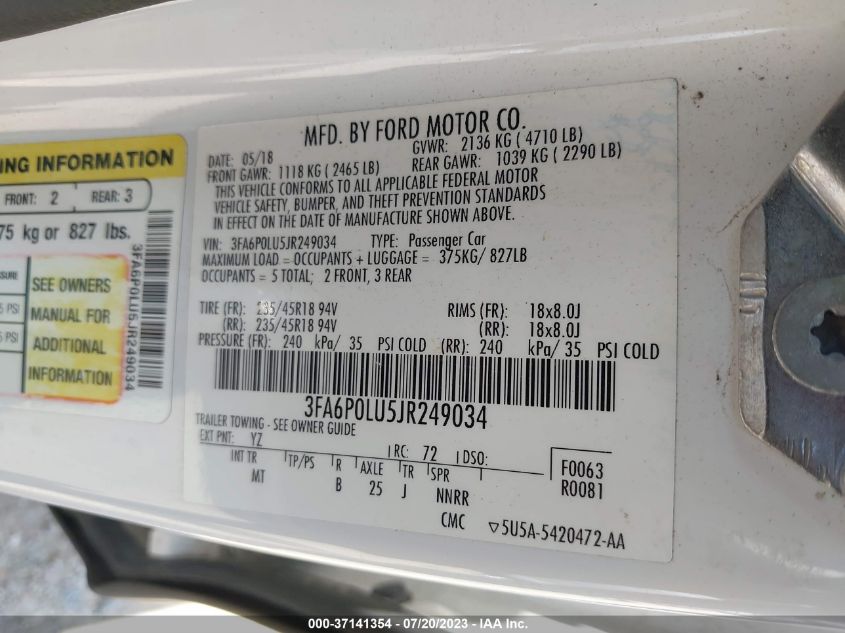 NG INFORMATION
FRONT: 2 REAR: 3
75 kg or 827 lbs.
SSURE
5 PSI
5 PSI
SEE OWNERS
MANUAL FOR
ADDITIONAL
INFORMATION
3FA6P0LU5JR249034
MFD. BY FORD MOTOR CO.
DATE: 05/18 GVWR: 2136 KG ( 4710 LB)
FRONT GAWR: 1118 KG ( 2465 LB) REAR GAWR: 1039 KG ( 2290 LB)
THIS VEHICLE CONFORMS TO ALL APPLICABLE FEDERAL MOTOR
VEHICLE SAFETY, BUMPER, AND THEFT PREVENTION STANDARDS
IN EFFECT ON THE DATE OF MANUFACTURE SHOWN ABOVE.
VIN: 3FA6P0LU5JR249034 TYPE: Passenger Car
MAXIMUM LOAD = OCCUPANTS + LUGGAGE = 375KG/ 827LB
OCCUPANTS = 5 TOTAL; 2 FRONT, 3 REAR
TIRE (FR): 235/45R18 94V RIMS (FR): 18x8.0J
(RR): 235/45R18 94V (RR): 18x8.0J
PRESSURE (FR): 240 kPa/ 35 PSI COLD (RR): 240 kPa/ 35 PSI COLD
3FA6P0LU5JR249034
TRAILER TOWING - SEE OWNER GUIDE
EXT PNT: YZ RC: 72 DSO:
INT TR TP/PS R AXLE TR SPR
MT B 25 J NNRR
F0063
R0081
CMC ▽5U5A-5420472-AA
000-37141354 - 07/20/2023 - IAA Inc.